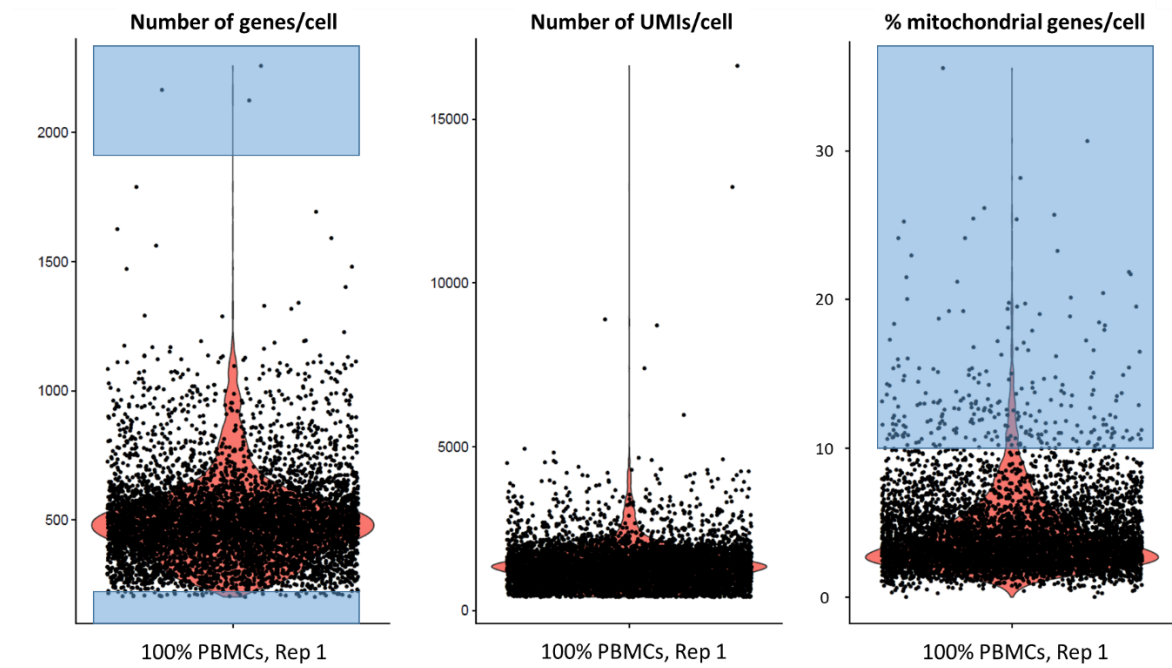 Number of genes/cell
2000
1500
1000
500
100% PBMCs, Rep 1
Number of UMIs/cell
15000
10000
5000
0
100% PBMCs, Rep 1
% mitochondrial genes/cell
30
20
10
0
100% PBMCs, Rep 1